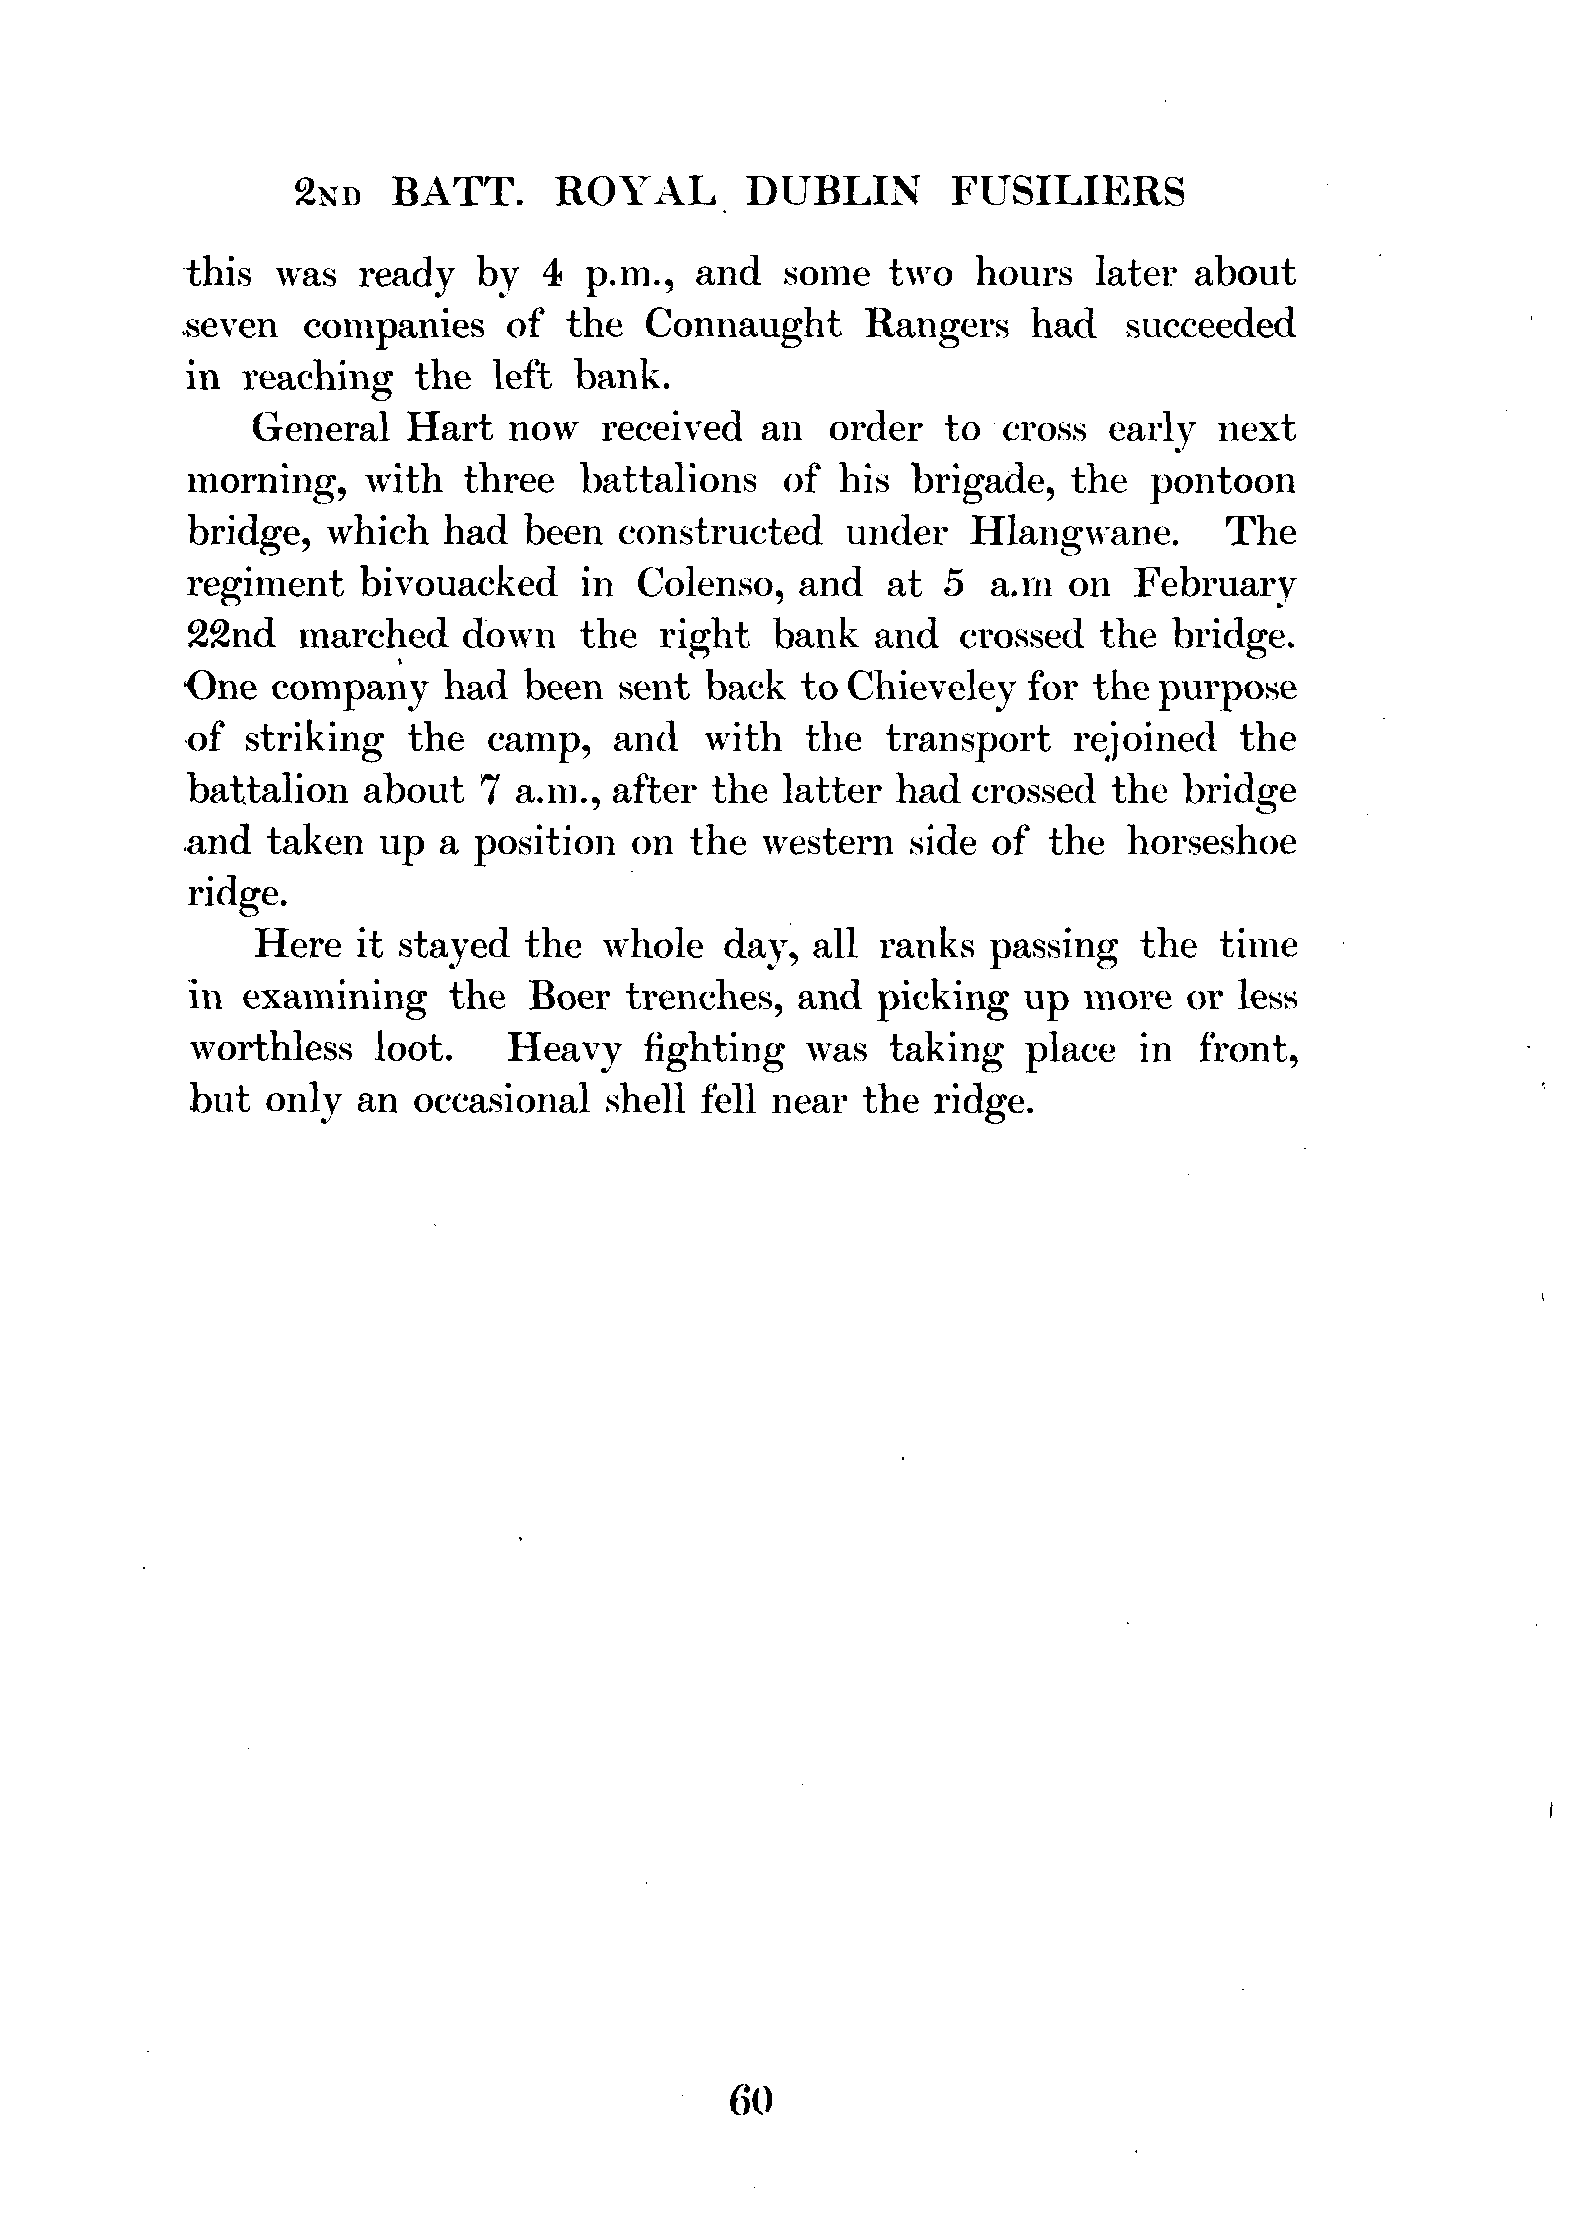 2ND BATT. ROYAL DUBLIN FUSILIERS
this was ready by 4 p.m., and some two hours later about
seven companies of the Connaught Rangers had succeeded
in reaching the left bank.
General Hart now received an order to cross early next
morning, with three battalions of his brigade, the pontoon
bridge, which had been constructed under Hlangwane. The
regiment bivouacked in Colenso, and at 5 a.m on February
22nd marched down the right bank and crossed the bridge.
One company had been sent back to Chieveley for the purpose
of striking the camp, and with the transport rejoined the
battalion about 7 a.m., after the latter had crossed the bridge
and taken up a position on the western side of the horseshoe
ridge.
Here it stayed the whole day, all ranks passing the time
in examining the Boer trenches, and picking up more or less
worthless loot. Heavy fighting was taking place in front,
but only an occasional shell fell near the ridge.
60